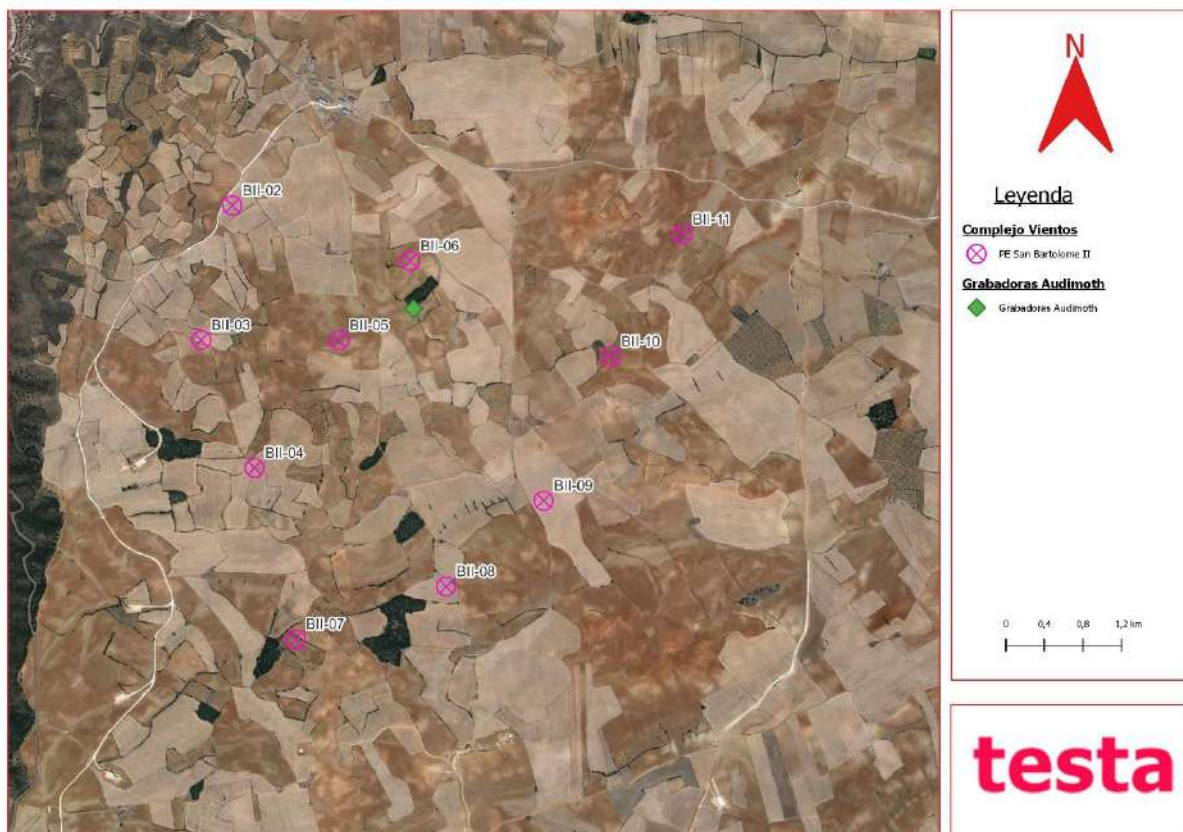 BII-02
BII-11
BII-06
BII-03
BII-05
BII-10
BII-04
BII-09
BII-08
BII-07
N
Leyenda
Complejo Vientos
PE San Bartolome II
Grabadoras Audimoth
Grabadoras Audimoth
0 0,4 0,8 1,2 km
testa